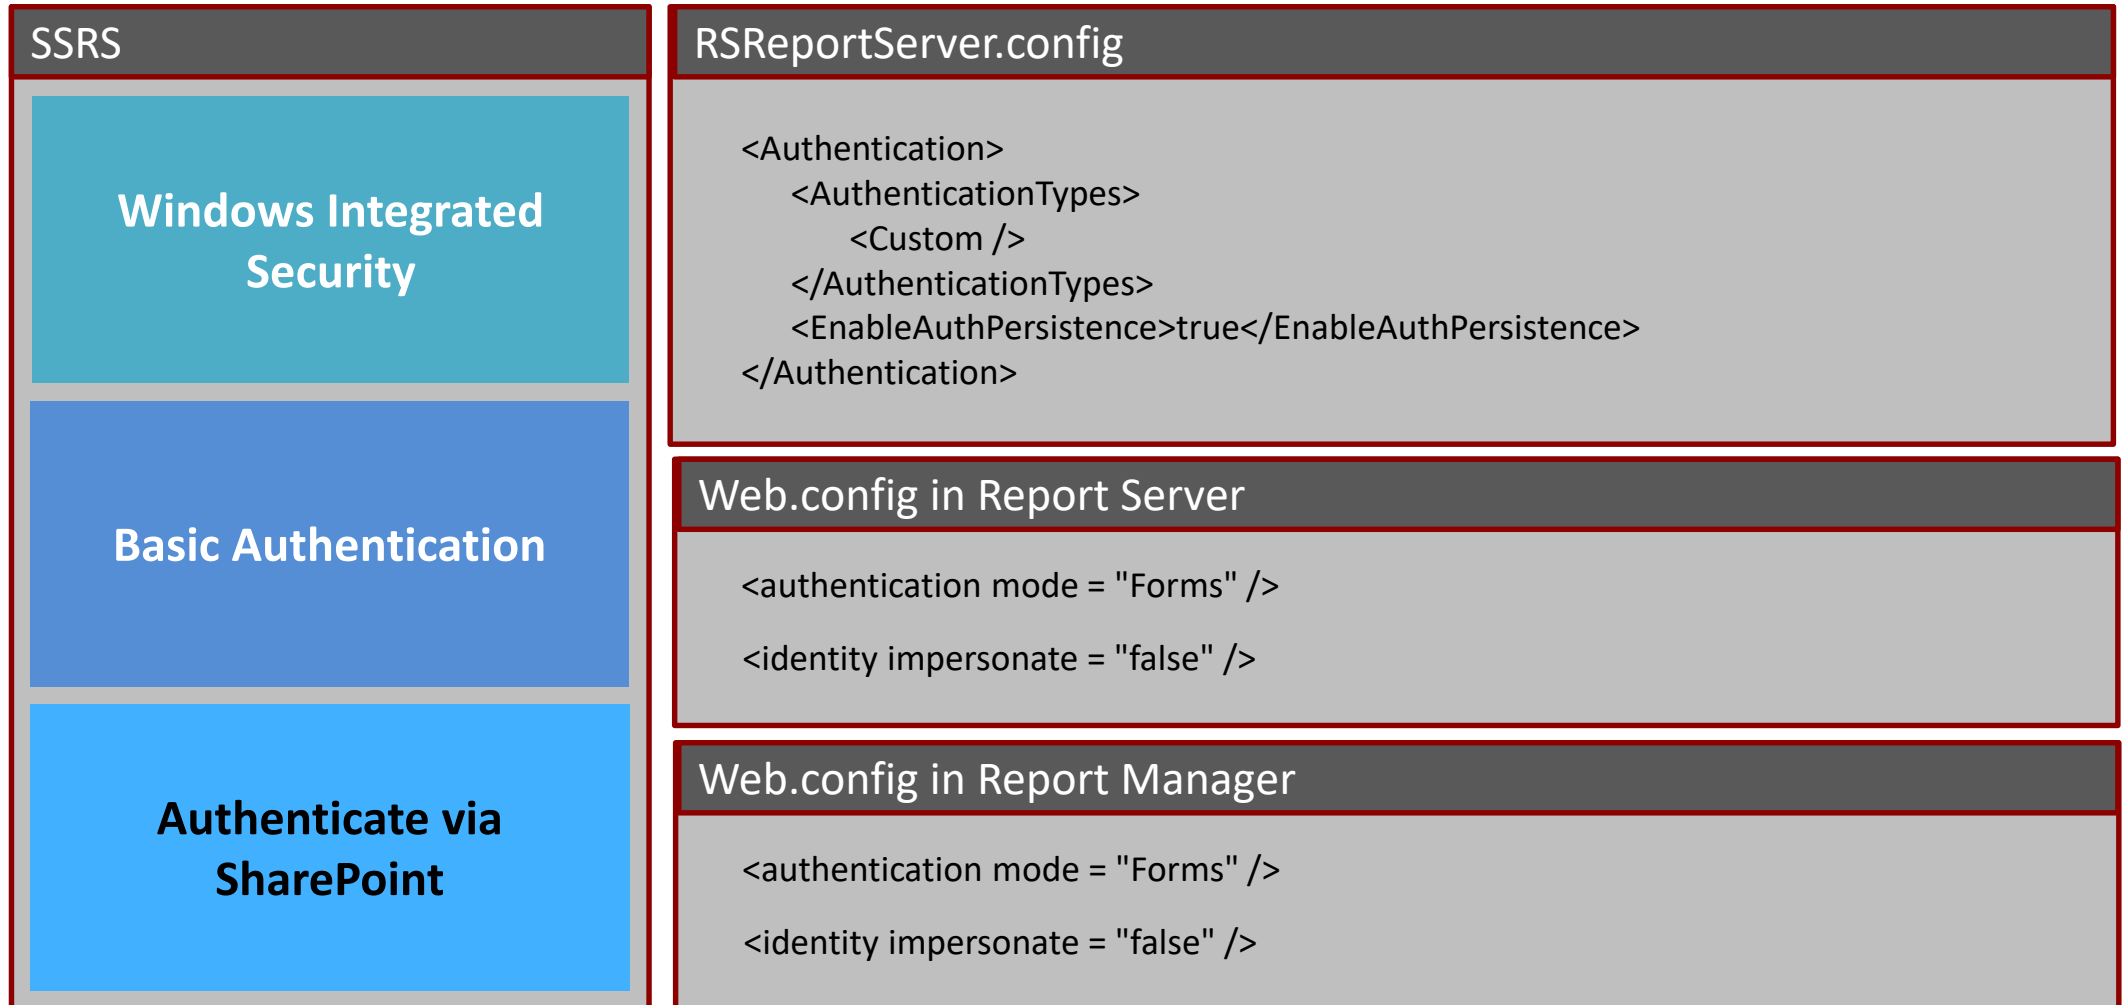 SSRS
Windows Integrated
Security
Basic Authentication
Authenticate via
SharePoint
RSReportServer.config
<Authentication>
<AuthenticationTypes>
<Custom />
</AuthenticationTypes>
<EnableAuthPersistence>true</EnableAuthPersistence>
</Authentication>
Web.config in Report Server
<authentication mode = "Forms" />
<identity impersonate = "false" />
Web.config in Report Manager
<authentication mode = "Forms" />
<identity impersonate = "false" />